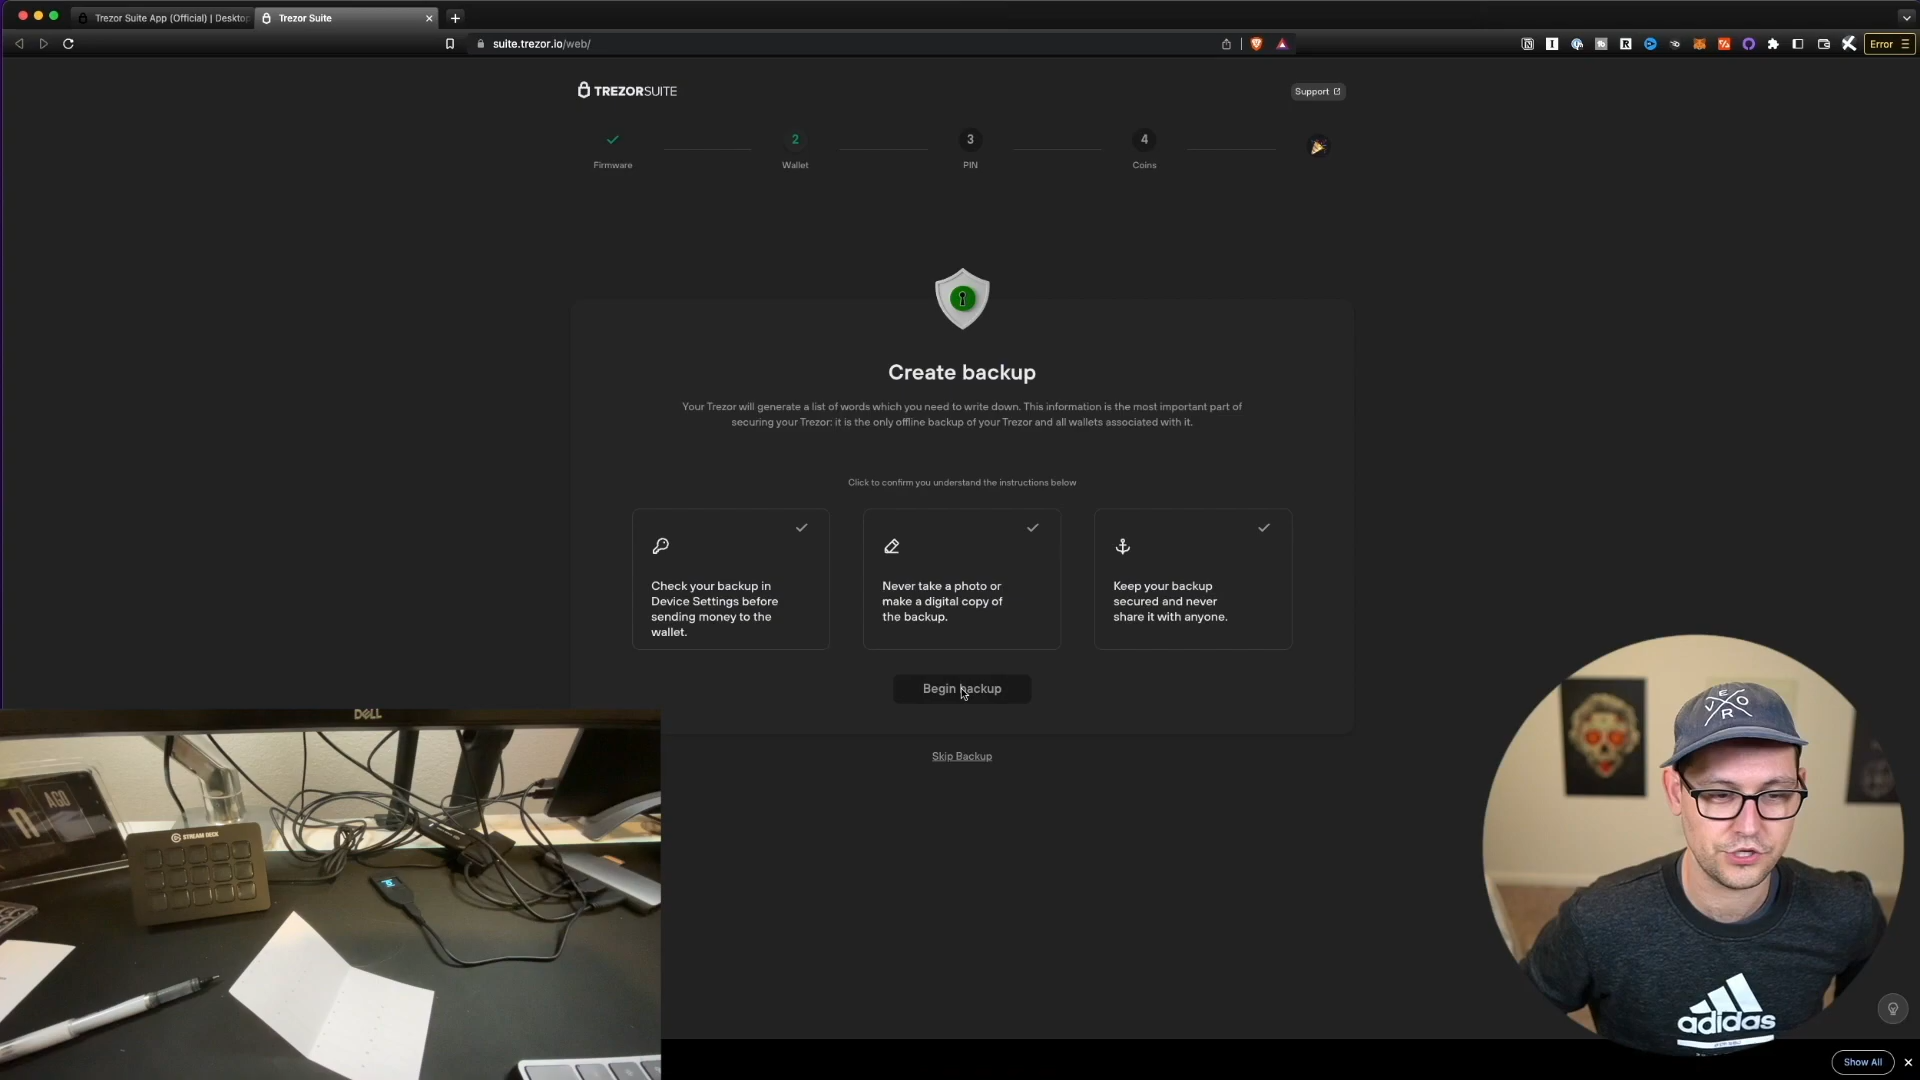 Trezor Suite App (Official) | Desktop
Trezor Suite
suite.trezor.io/web/
Error
TREZORSUITE
Support
2
3
4
Firmware
Wallet
PIN
Coins
Create backup
Your Trezor will generate a list of words which you need to write down. This information is the most important part of
securing your Trezor: it is the only offline backup of your Trezor and all wallets associated with it.
Click to confirm you understand the instructions below
Check your backup in
Device Settings before
sending money to the
wallet.
Never take a photo or
make a digital copy of
the backup.
Keep your backup
secured and never
share it with anyone.
Begin backup
Skip Backup
DELL
AGO
n
STREAM DECK
VEOR
adidas
Show All